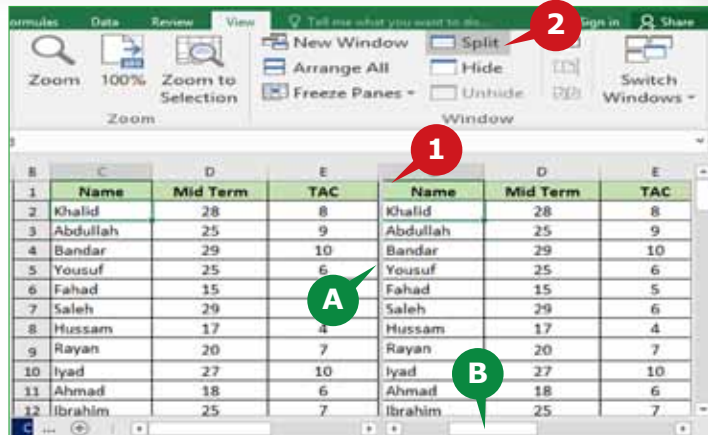 ormules Data Review View Tell me what you want to do... Sign in Share
2
New Window Split
Arrange All Hide
Zoom 100% Zoom to Selection Freeze Panes Unhide Switch Windows
Zoom Window
1
B C D E D E
1 Name Mid Term TAC Name Mid Term TAC
2 Khalid 28 8 Khalid 28 8
3 Abdullah 25 9 Abdullah 25 9
4 Bandar 29 10 Bandar 29 10
5 Yousuf 25 6 Yousuf 25 6
A
6 Fahad 15 Fahad 15 5
7 Saleh 29 Saleh 29 6
8 Hussam 17 4 Hussam 17 4
9 Rayan 20 7 Rayan 20 7
10 Iyad 27 10 Iyad 27 10
B
11 Ahmad 18 6 Ahmad 18 6
12 Ibrahim 25 7 Ibrahim 25 7
C ...